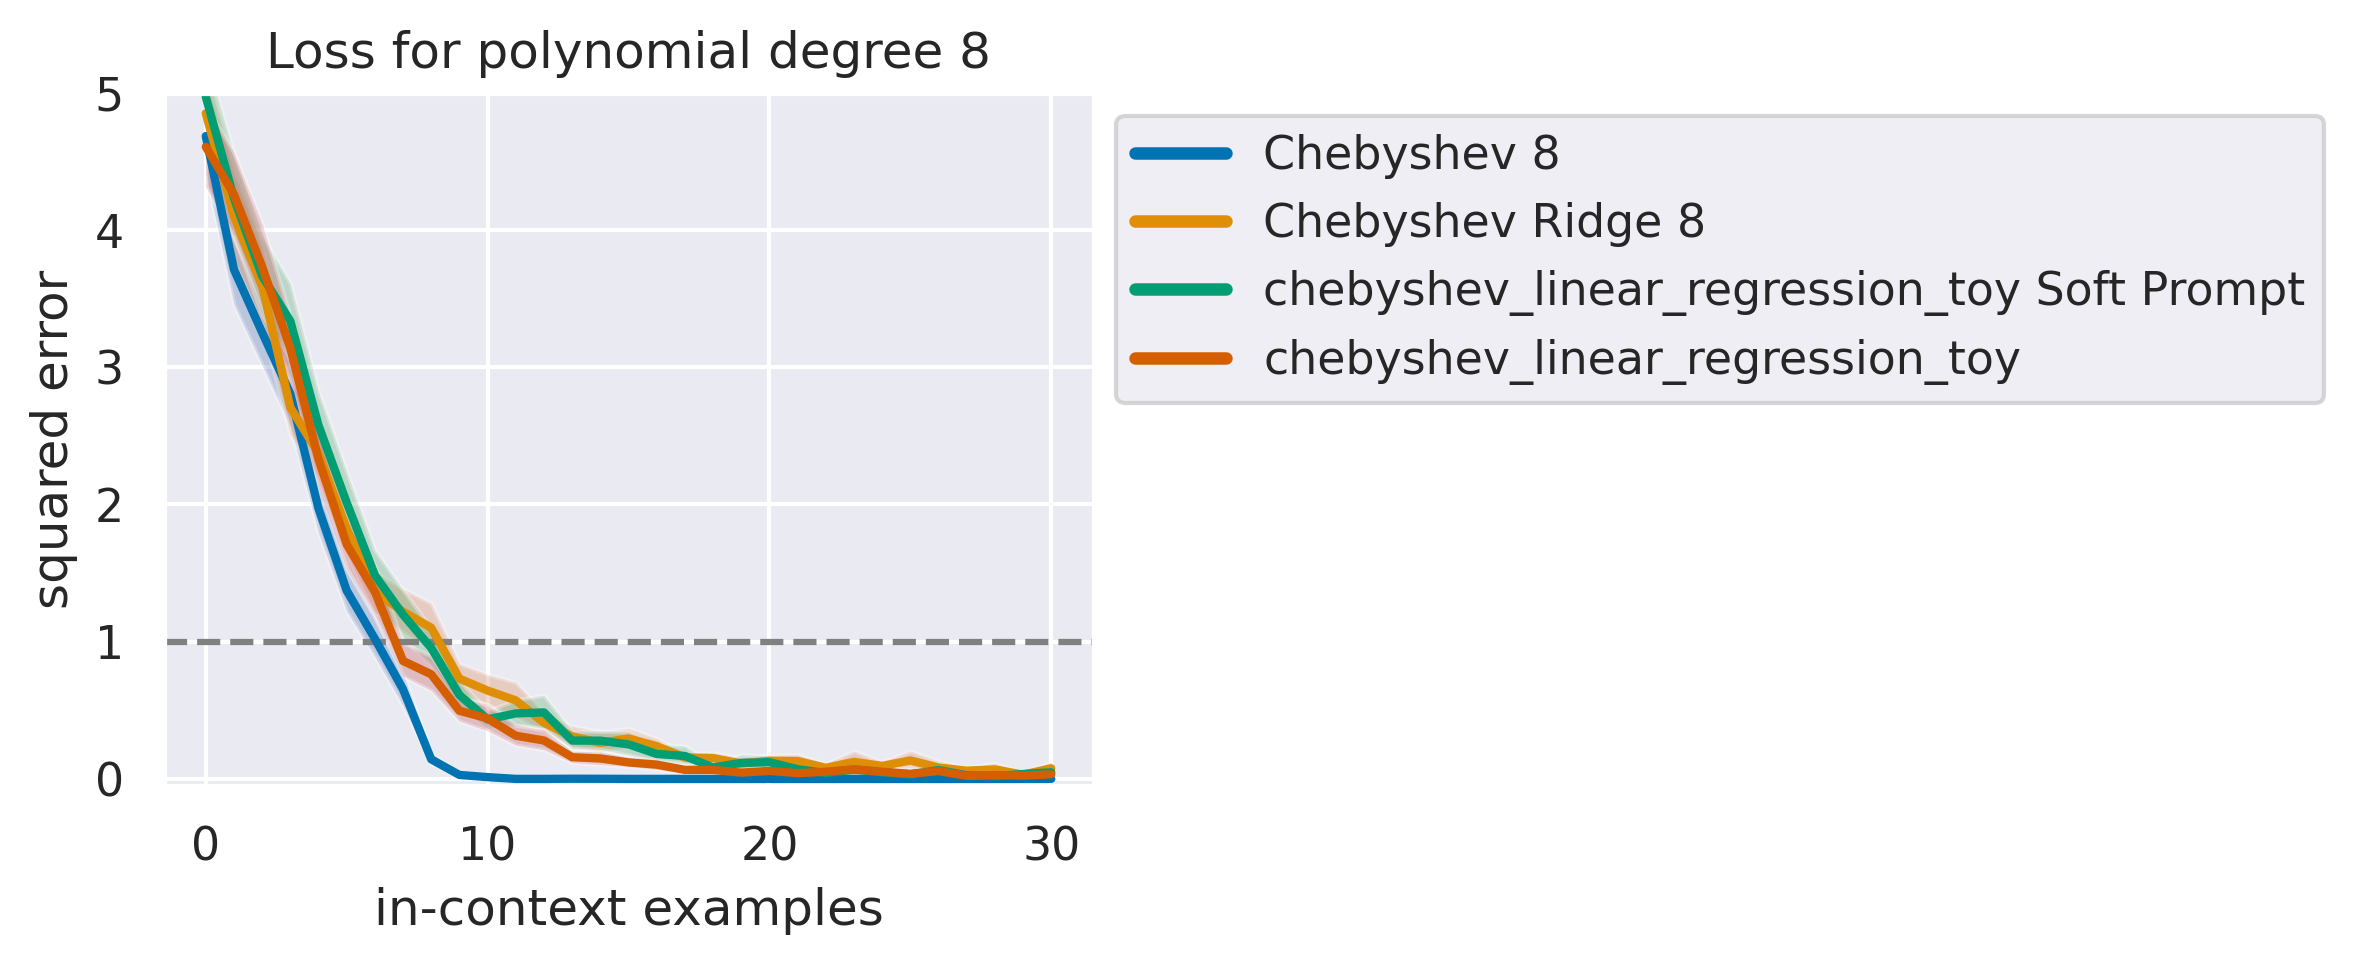 Loss for polynomial degree 8
5
4
3
2
1
0
squared error
0 10 20 30
in-context examples
Chebyshev 8
Chebyshev Ridge 8
chebyshev_linear_regression_toy Soft Prompt
chebyshev_linear_regression_toy